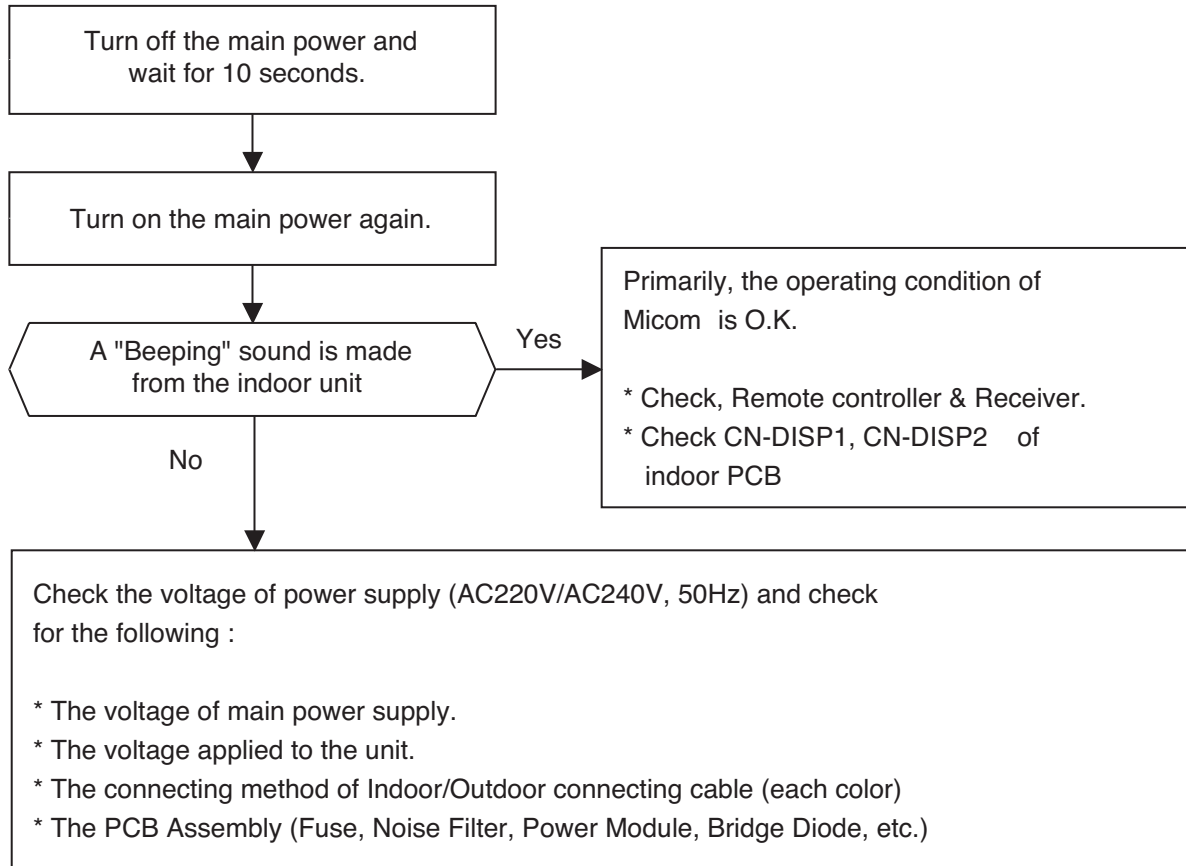 Turn off the main power and
wait for 10 seconds.
Turn on the main power again.
A "Beeping" sound is made
from the indoor unit
Yes
Primarily, the operating condition of
Micom is O.K.
* Check, Remote controller & Receiver.
* Check CN-DISP1, CN-DISP2 of
indoor PCB
No
Check the voltage of power supply (AC220V/AC240V, 50Hz) and check
for the following :
* The voltage of main power supply.
* The voltage applied to the unit.
* The connecting method of Indoor/Outdoor connecting cable (each color)
* The PCB Assembly (Fuse, Noise Filter, Power Module, Bridge Diode, etc.)